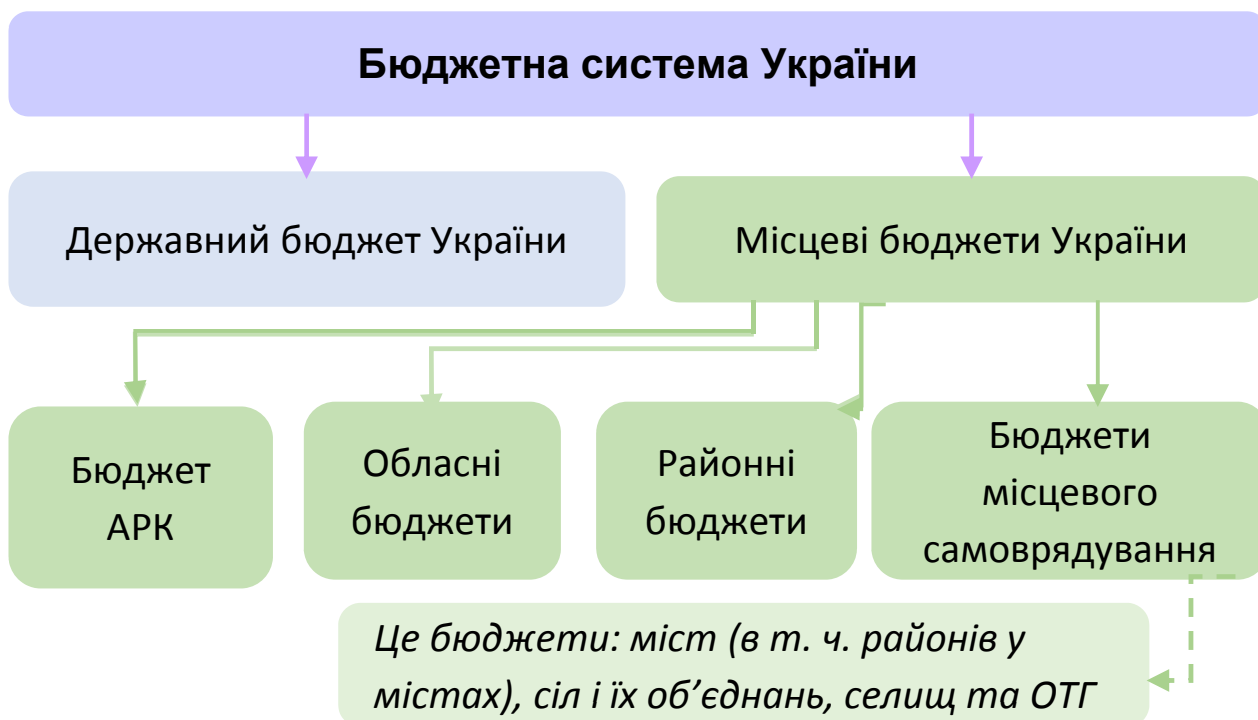 Бюджетна система України
Державний бюджет України
Місцеві бюджети України
Бюджет
АРК
Обласні
бюджети
Районні
бюджети
Бюджети
місцевого
самоврядування
Це бюджети: міст (в т. ч. районів у
містах), сіл і їх об’єднань, селищ та ОТГ